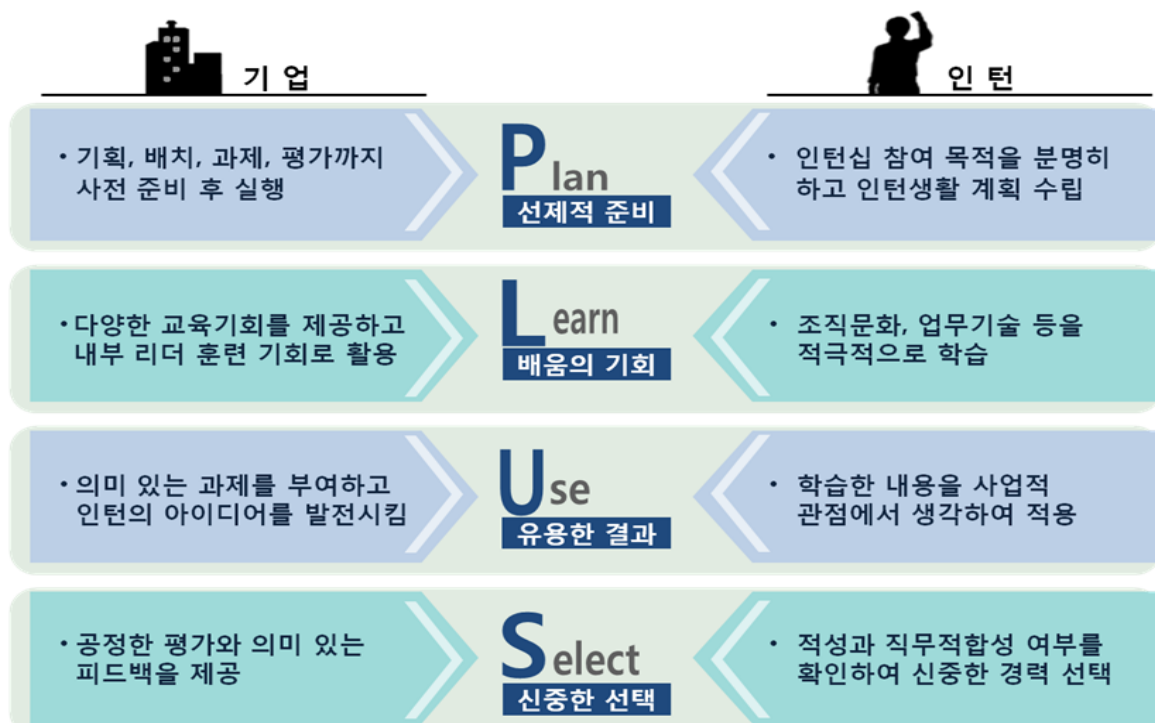 기 업
인 턴
• 기획, 배치, 과제, 평가까지
사전 준비 후 실행
Plan
선제적 준비
• 인턴십 참여 목적을 분명히
하고 인턴생활 계획 수립
• 다양한 교육기회를 제공하고
내부 리더 훈련 기회로 활용
Learn
배움의 기회
• 조직문화, 업무기술 등을
적극적으로 학습
• 의미 있는 과제를 부여하고
인턴의 아이디어를 발전시킴
Use
유용한 결과
• 학습한 내용을 사업적
관점에서 생각하여 적용
• 공정한 평가와 의미 있는
피드백을 제공
Select
신중한 선택
• 적성과 직무적합성 여부를
확인하여 신중한 경력 선택